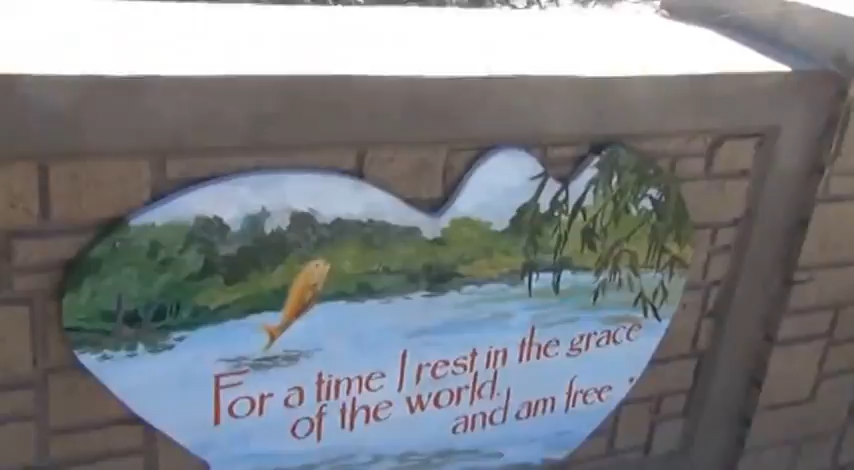 For a time I rest in the grace
of the world, and I am free.